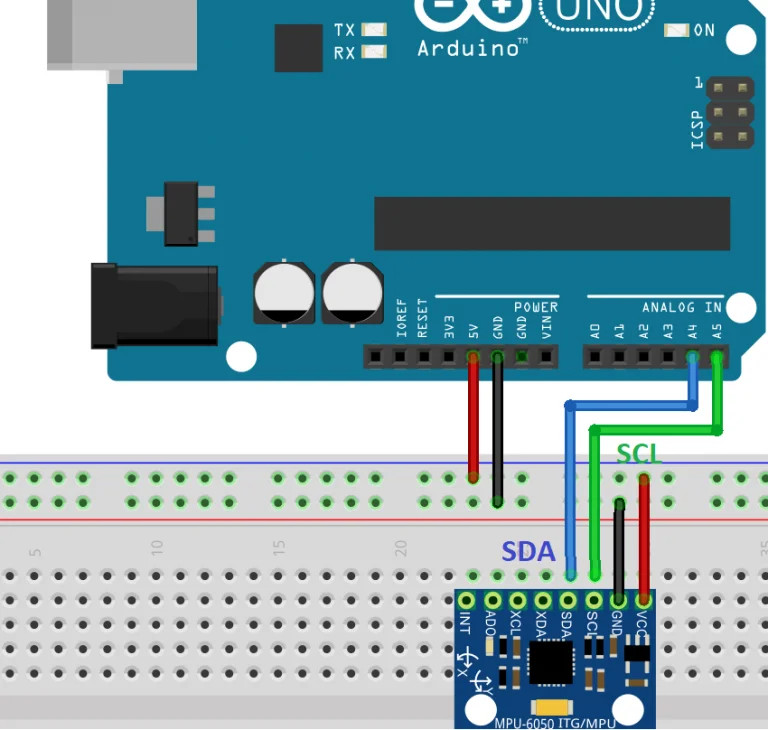 UNO
TX
RX
Arduino™
ON
1
ICSP
POWER
ANALOG IN
IOREF
RESET
3V3
5V
GND
GND
VIN
A0
A1
A2
A3
A4
A5
SCL
5
10
15
20
35
SDA
INT
ADO
XCL
XDA
SDA
SCL
GND
VCC
X
Y
MPU-6050 ITG/MPU